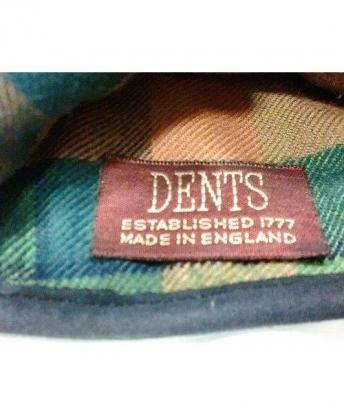 DENTS
ESTABLISHED 1777
MADE IN ENGLAND